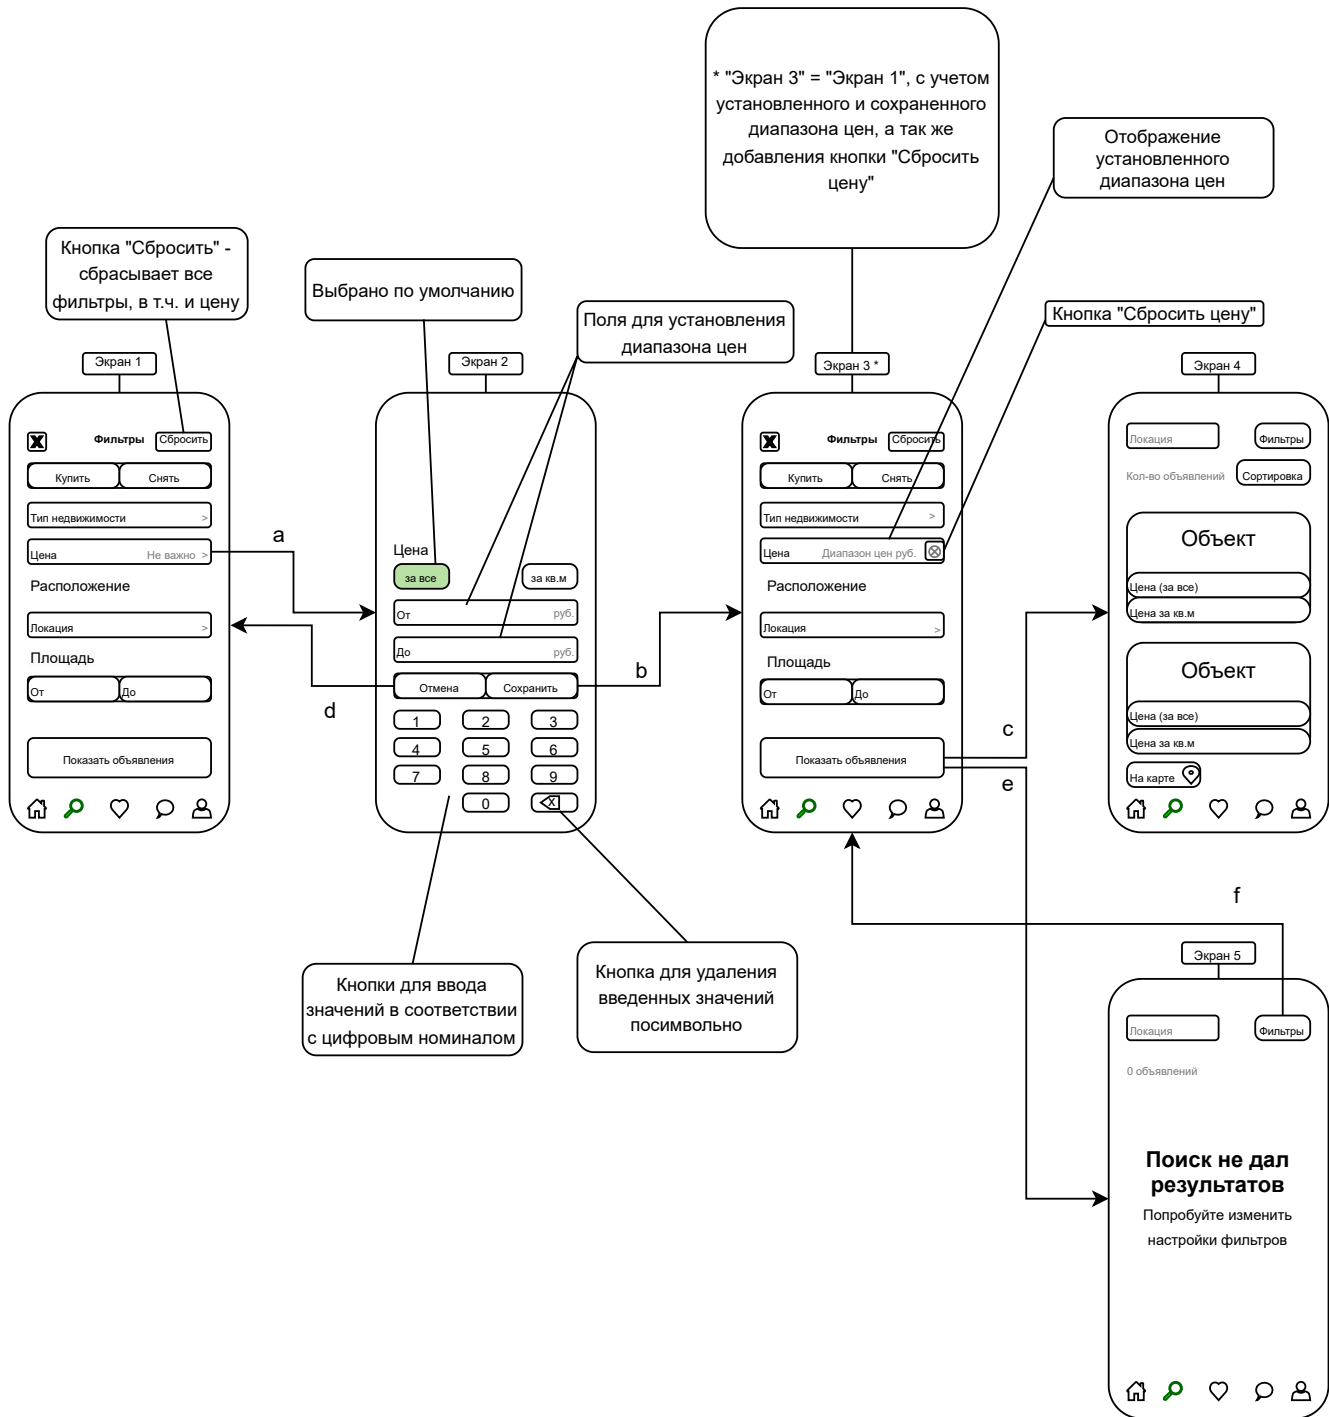 * "Экран 3" = "Экран 1", с учетом
установленного и сохраненного
диапазона цен, а так же
добавления кнопки "Сбросить
цену"
Отображение
установленного
диапазона цен
Кнопка "Сбросить" -
сбрасывает все
фильтры, в т.ч. и цену
Выбрано по умолчанию
Поля для установления
диапазона цен
Кнопка "Сбросить цену"
Экран 1
Фильтры
Сбросить
Купить
Снять
Тип недвижимости >
Цена Не важно >
Расположение
Локация >
Площадь
От
До
Показать объявления
a
d
Экран 2
Цена
за все
за кв.м
От руб.
До руб.
Отмена
Сохранить
1
2
3
4
5
6
7
8
9
0
X
b
Кнопки для ввода
значений в соответствии
с цифровым номиналом
Кнопка для удаления
введенных значений
посимвольно
Экран 3 *
Фильтры
Сбросить
Купить
Снять
Тип недвижимости >
Цена Диапазон цен руб.
Расположение
Локация >
Площадь
От
До
Показать объявления
c
e
f
Экран 4
Локация
Фильтры
Кол-во объявлений
Сортировка
Объект
Цена (за все)
Цена за кв.м
Объект
Цена (за все)
Цена за кв.м
На карте
Экран 5
Локация
Фильтры
0 объявлений
Поиск не дал
результатов
Попробуйте изменить
настройки фильтров